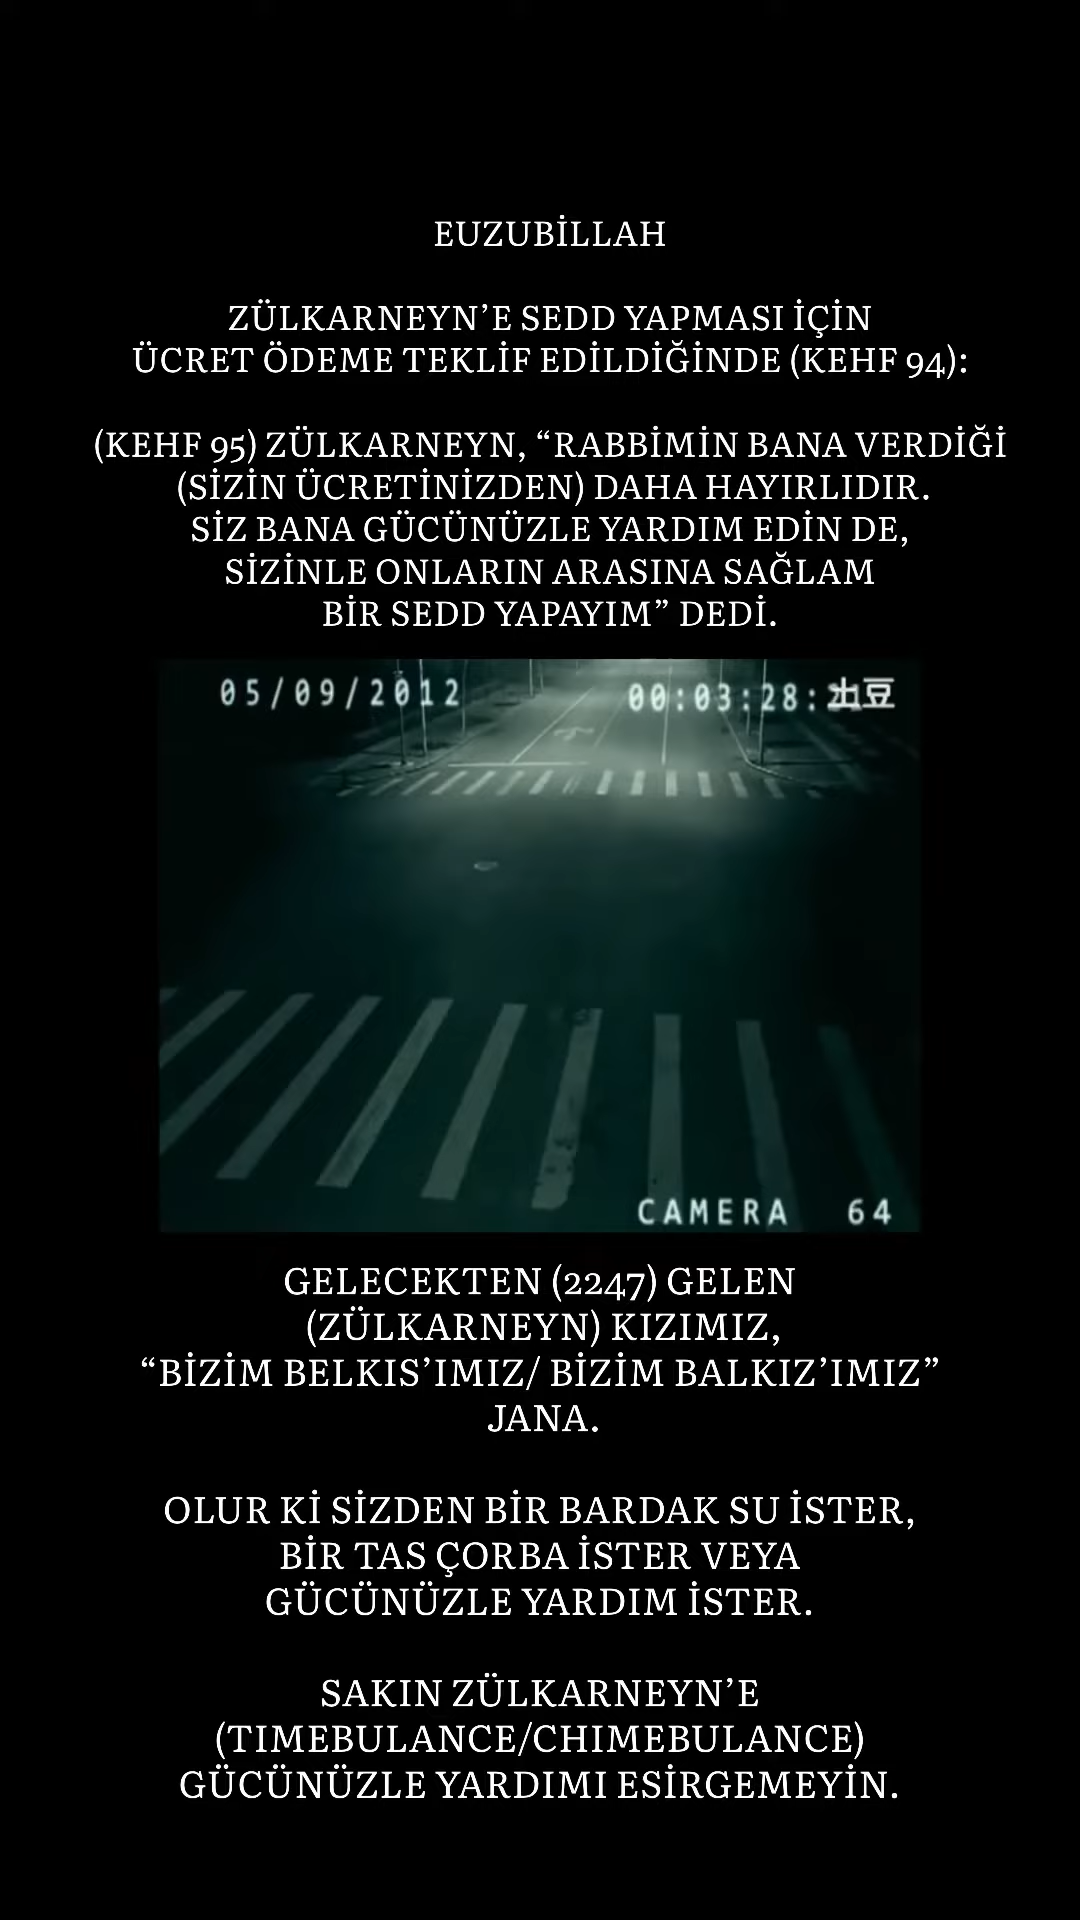 EUZUBİLLAH
ZÜLKARNEYN’E SEDD YAPMASI İÇİN
ÜCRET ÖDEME TEKLİF EDİLDİĞİNDE (KEHF 94):
(KEHF 95) ZÜLKARNEYN, “RABBİMİN BANA VERDİĞİ
(SİZİN ÜCRETİNİZDEN) DAHA HAYIRLIDIR.
SİZ BANA GÜCÜNÜZLE YARDIM EDİN DE,
SİZİNLE ONLARIN ARASINA SAĞLAM
BİR SEDD YAPAYIM” DEDİ.
05/09/2012 00:03:28: 土豆
CAMERA 64
GELECEKTEN (2247) GELEN
(ZÜLKARNEYN) KIZIMIZ,
“BİZİM BELKIS’IMIZ/ BİZİM BALKIZ’IMIZ”
JANA.
OLUR Kİ SİZDEN BİR BARDAK SU İSTER,
BİR TAS ÇORBA İSTER VEYA
GÜCÜNÜZLE YARDIM İSTER.
SAKIN ZÜLKARNEYN’E
(TIMEBULANCE/CHIMEBULANCE)
GÜCÜNÜZLE YARDIMI ESİRGEMEYİN.